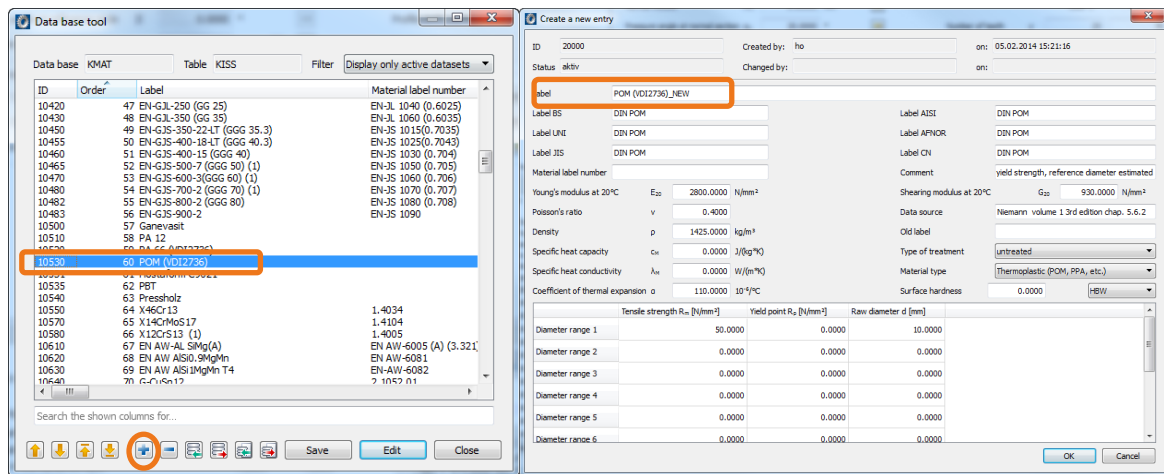 Data base tool
Data base KMAT Table KISS Filter Display only active datasets
ID Order Label Material label number
10420 47 EN-GJL-250 (GG 25) EN-JL 1040 (0.6025)
10430 48 EN-GJL-350 (GG 35) EN-JL 1060 (0.6035)
10450 49 EN-GJS-350-22-LT (GGG 35.3) EN-JS 1015(0.7035)
10455 50 EN-GJS-400-18-LT (GGG 40.3) EN-JS 1025(0.7043)
10460 51 EN-GJS-400-15 (GGG 40) EN-JS 1030 (0.704)
10465 52 EN-GJS-500-7 (GGG 50) (1) EN-JS 1050 (0.705)
10470 53 EN-GJS-600-3(GGG 60) (1) EN-JS 1060 (0.706)
10480 54 EN-GJS-700-2 (GGG 70) (1) EN-JS 1070 (0.707)
10482 55 EN-GJS-800-2 (GGG 80) EN-JS 1080 (0.708)
10483 56 EN-GJS-900-2 EN-JS 1090
10500 57 Ganevasit
10510 58 PA 12
10520 59 PA 66 (VDI2736)
10530 60 POM (VDI2736)
10531 61 Hostaform C9021
10535 62 PBT
10540 63 Pressholz
10550 64 X46Cr13 1.4034
10570 65 X14CrMoS17 1.4104
10580 66 X12CrS13 (1) 1.4005
10610 67 EN AW-AL SiMg(A) EN AW-6005 (A) (3.321
10620 68 EN AW AlSi0.9MgMn EN AW-6081
10630 69 EN AW AlSi1MgMn T4 EN-AW-6082
10640 70 G-CuSn12 2.1052.01
Search the shown columns for...
Save Edit Close
Create a new entry
ID 20000 Created by: ho on: 05.02.2014 15:21:16
Status aktiv Changed by: on:
Label POM (VDI2736)_NEW
Label BS DIN POM Label AISI DIN POM
Label UNI DIN POM Label AFNOR DIN POM
Label JIS DIN POM Label CN DIN POM
Material label number Comment yield strength, reference diameter estimated
Young's modulus at 20°C E₂₀ 2800.0000 N/mm² Shearing modulus at 20°C G₂₀ 930.0000 N/mm²
Poisson's ratio ν 0.4000 Data source Niemann volume 1 3rd edition chap. 5.6.2
Density ρ 1425.0000 kg/m³ Old label
Specific heat capacity cм 0.0000 J/(kg*K) Type of treatment untreated
Specific heat conductivity λм 0.0000 W/(m*K) Material type Thermoplastic (POM, PPA, etc.)
Coefficient of thermal expansion α 110.0000 10⁻⁶/°C Surface hardness 0.0000 HBW
Tensile strength Rₘ [N/mm²] Yield point Rₚ [N/mm²] Raw diameter d [mm]
Diameter range 1 50.0000 0.0000 10.0000
Diameter range 2 0.0000 0.0000 0.0000
Diameter range 3 0.0000 0.0000 0.0000
Diameter range 4 0.0000 0.0000 0.0000
Diameter range 5 0.0000 0.0000 0.0000
Diameter range 6 0.0000 0.0000 0.0000
OK Cancel